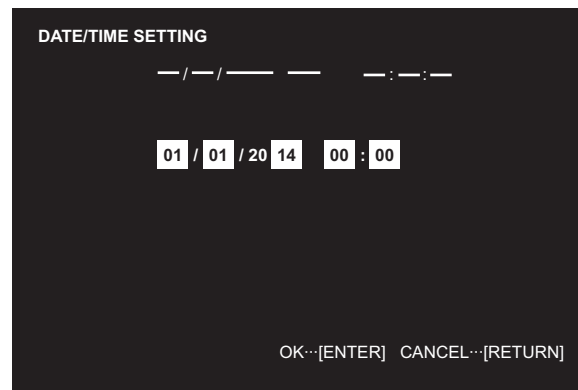 DATE/TIME SETTING
—/—/—— —— —:—:—
01 / 01 / 20 14 00 : 00
OK···[ENTER] CANCEL···[RETURN]